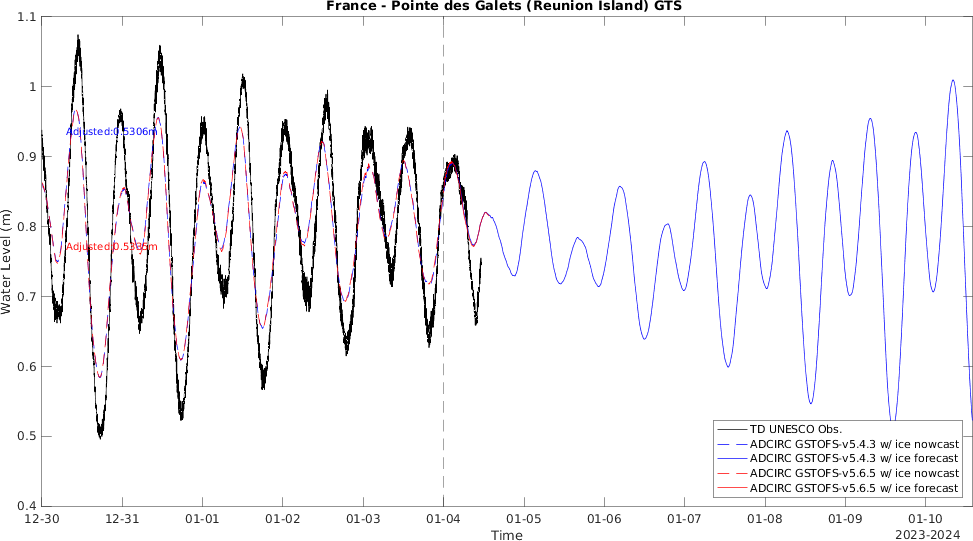 France - Pointe des Galets (Reunion Island) GTS
Water Level (m)
1.1
1
0.9
0.8
0.7
0.6
0.5
0.4
Adjusted:0.5306m
Adjusted:0.5335m
TD UNESCO Obs.
ADCIRC GSTOFS-v5.4.3 w/ ice nowcast
ADCIRC GSTOFS-v5.4.3 w/ ice forecast
ADCIRC GSTOFS-v5.6.5 w/ ice nowcast
ADCIRC GSTOFS-v5.6.5 w/ ice forecast
12-30 12-31 01-01 01-02 01-03 01-04 01-05 01-06 01-07 01-08 01-09 01-10
Time
2023-2024